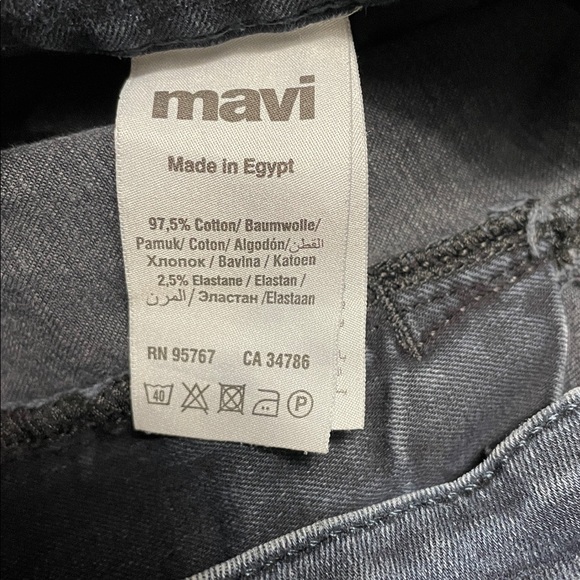 mavi
Made in Egypt
97,5% Cotton/ Baumwolle/
Pamuk/ Coton/ Algodón/القطن/
Хлопок / Bavlna / Katoen
2,5% Elastane / Elastan /
المرن/ Эластан /Elastaan
RN 95767 CA 34786
40 P